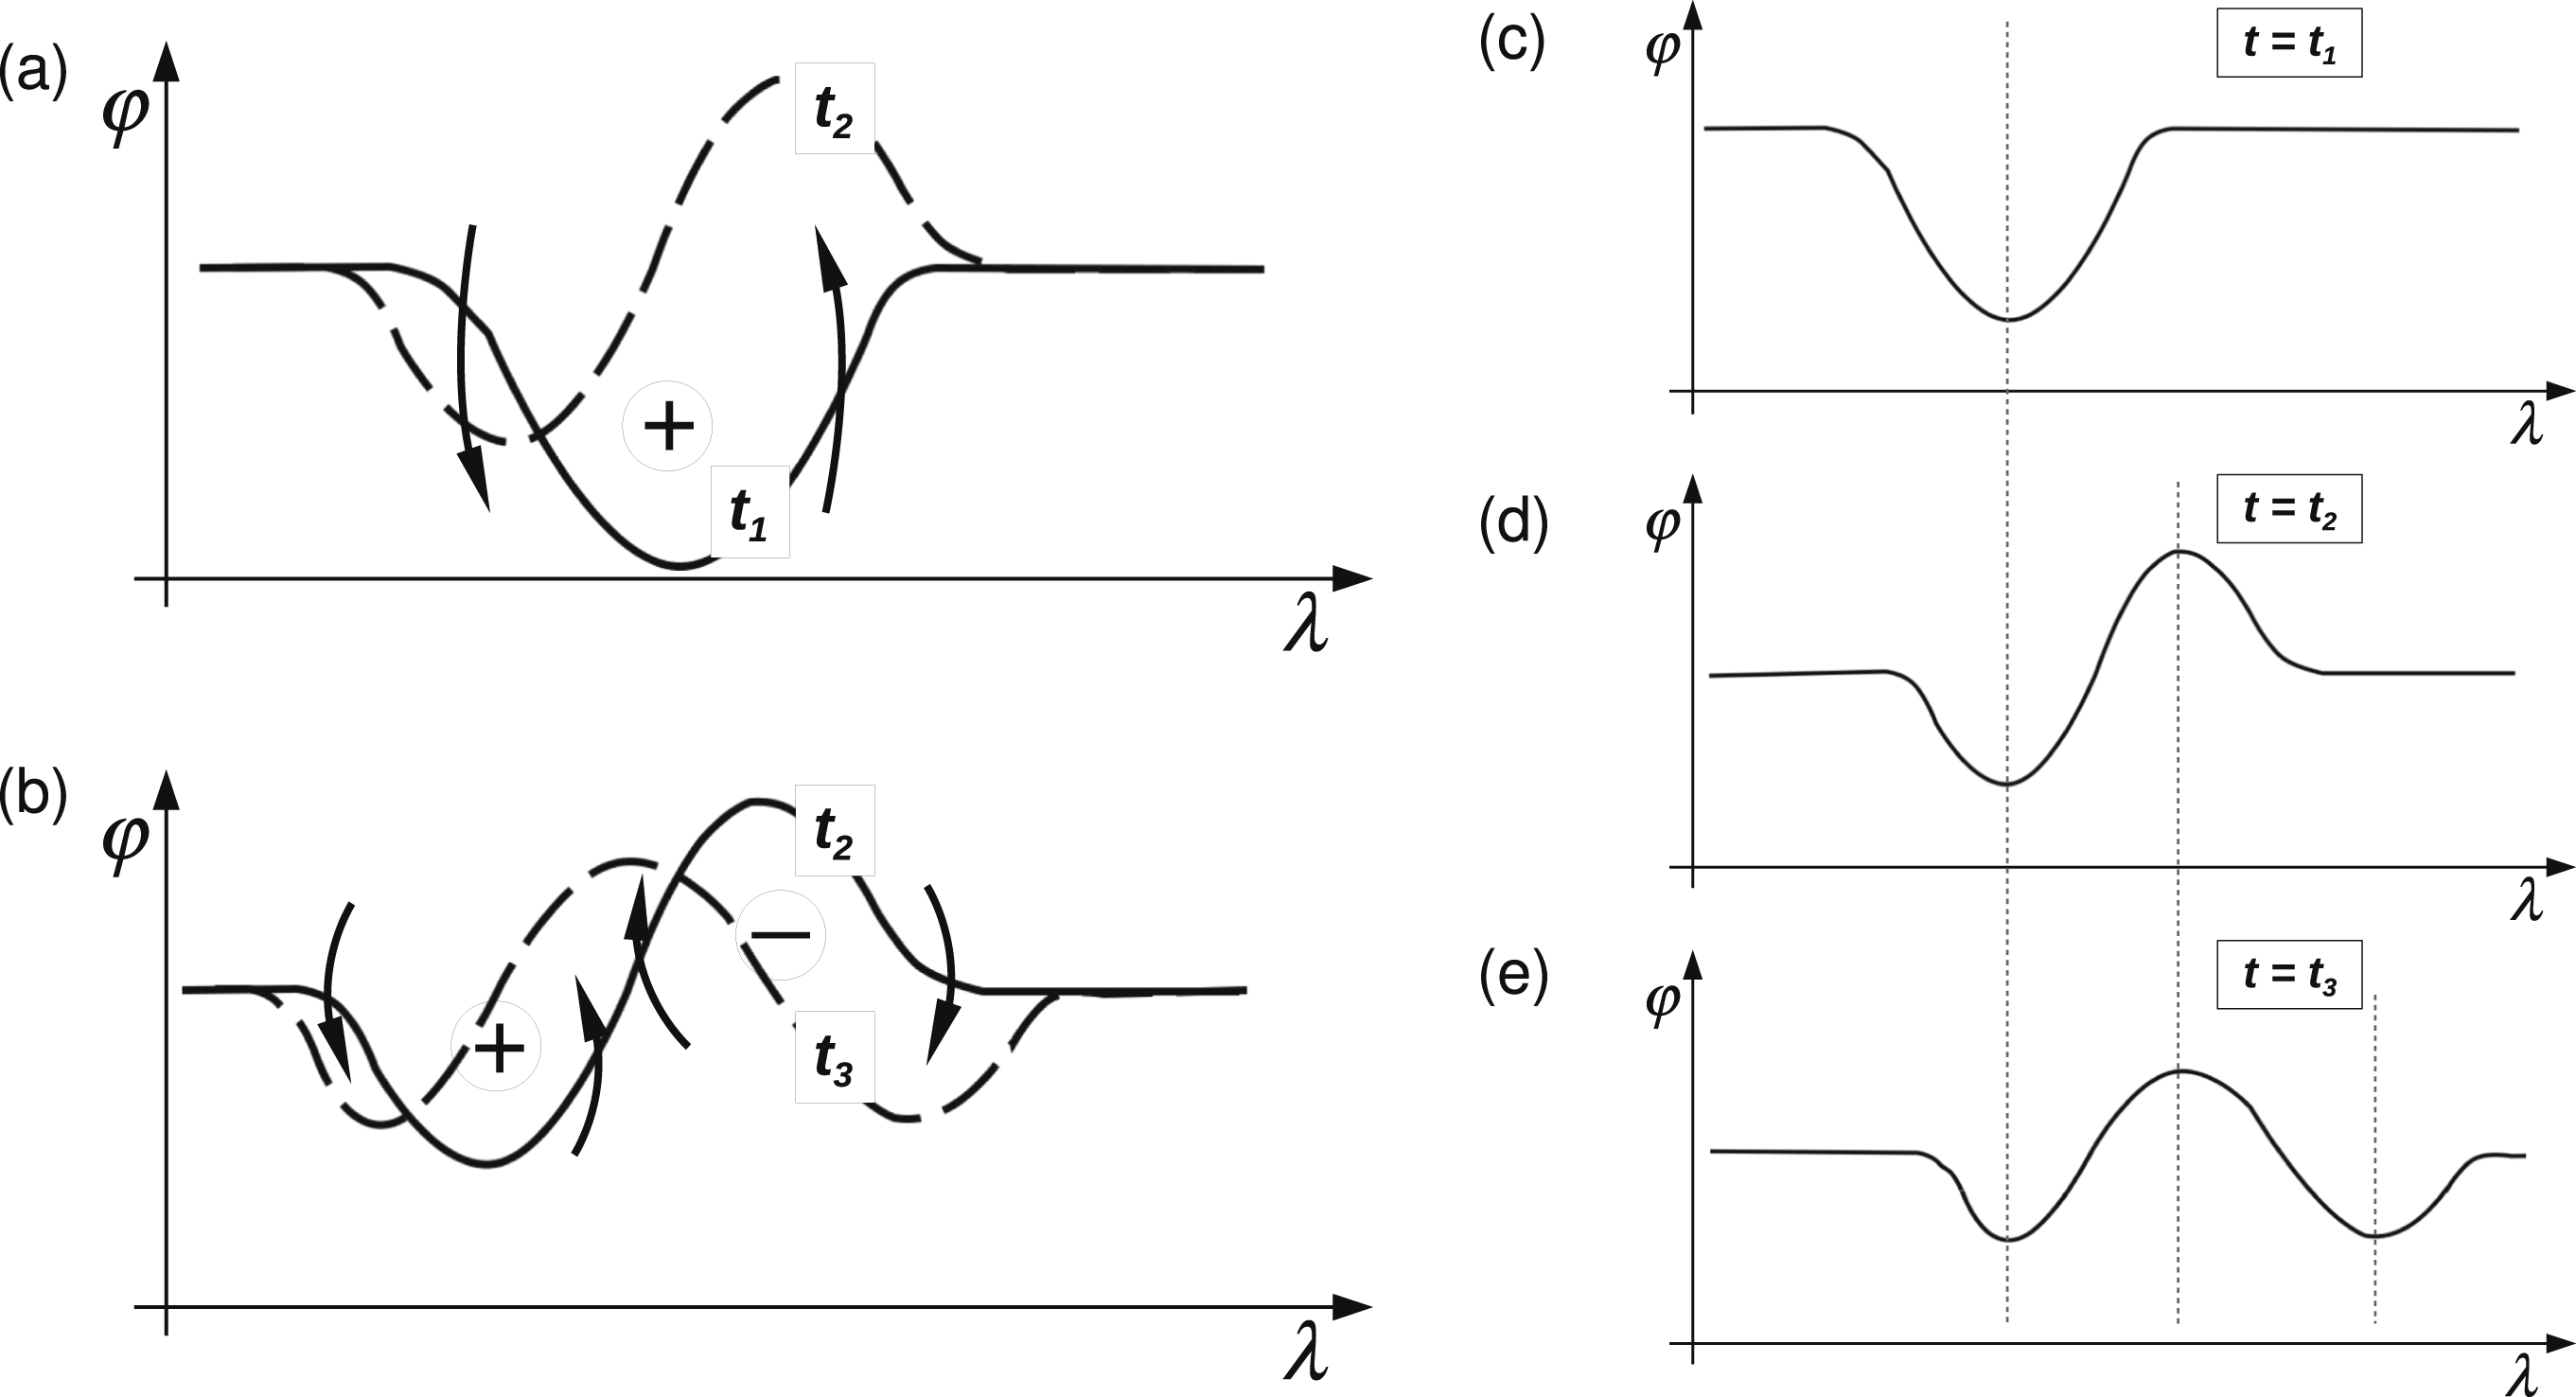 (a)
φ
t2
+
t1
λ
(b)
φ
t2
−
+
t3
λ
(c)
φ
t = t1
λ
(d)
φ
t = t2
λ
(e)
φ
t = t3
λ